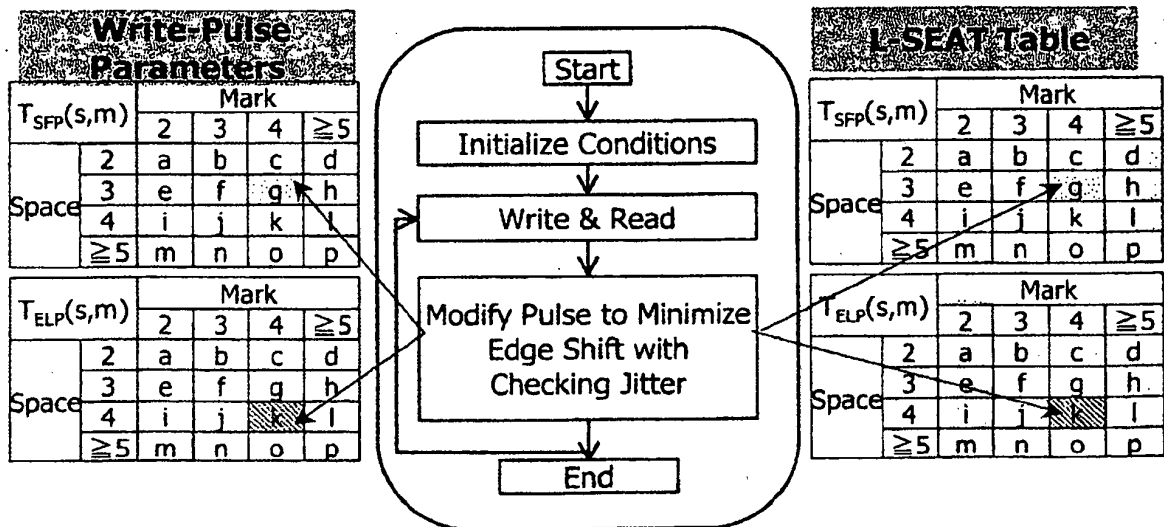 Write-Pulse
Parameters
T_SFP(s,m) Mark
2 3 4 ≧5
Space
2 a b c d
3 e f g h
4 i j k l
≧5 m n o p
T_ELP(s,m) Mark
2 3 4 ≧5
Space
2 a b c d
3 e f g h
4 i j k l
≧5 m n o p
Start
Initialize Conditions
Write & Read
Modify Pulse to Minimize
Edge Shift with
Checking Jitter
End
L-SEAT Table
T_SFP(s,m) Mark
2 3 4 ≧5
Space
2 a b c d
3 e f g h
4 i j k l
≧5 m n o p
T_ELP(s,m) Mark
2 3 4 ≧5
Space
2 a b c d
3 e f g h
4 i j k l
≧5 m n o p